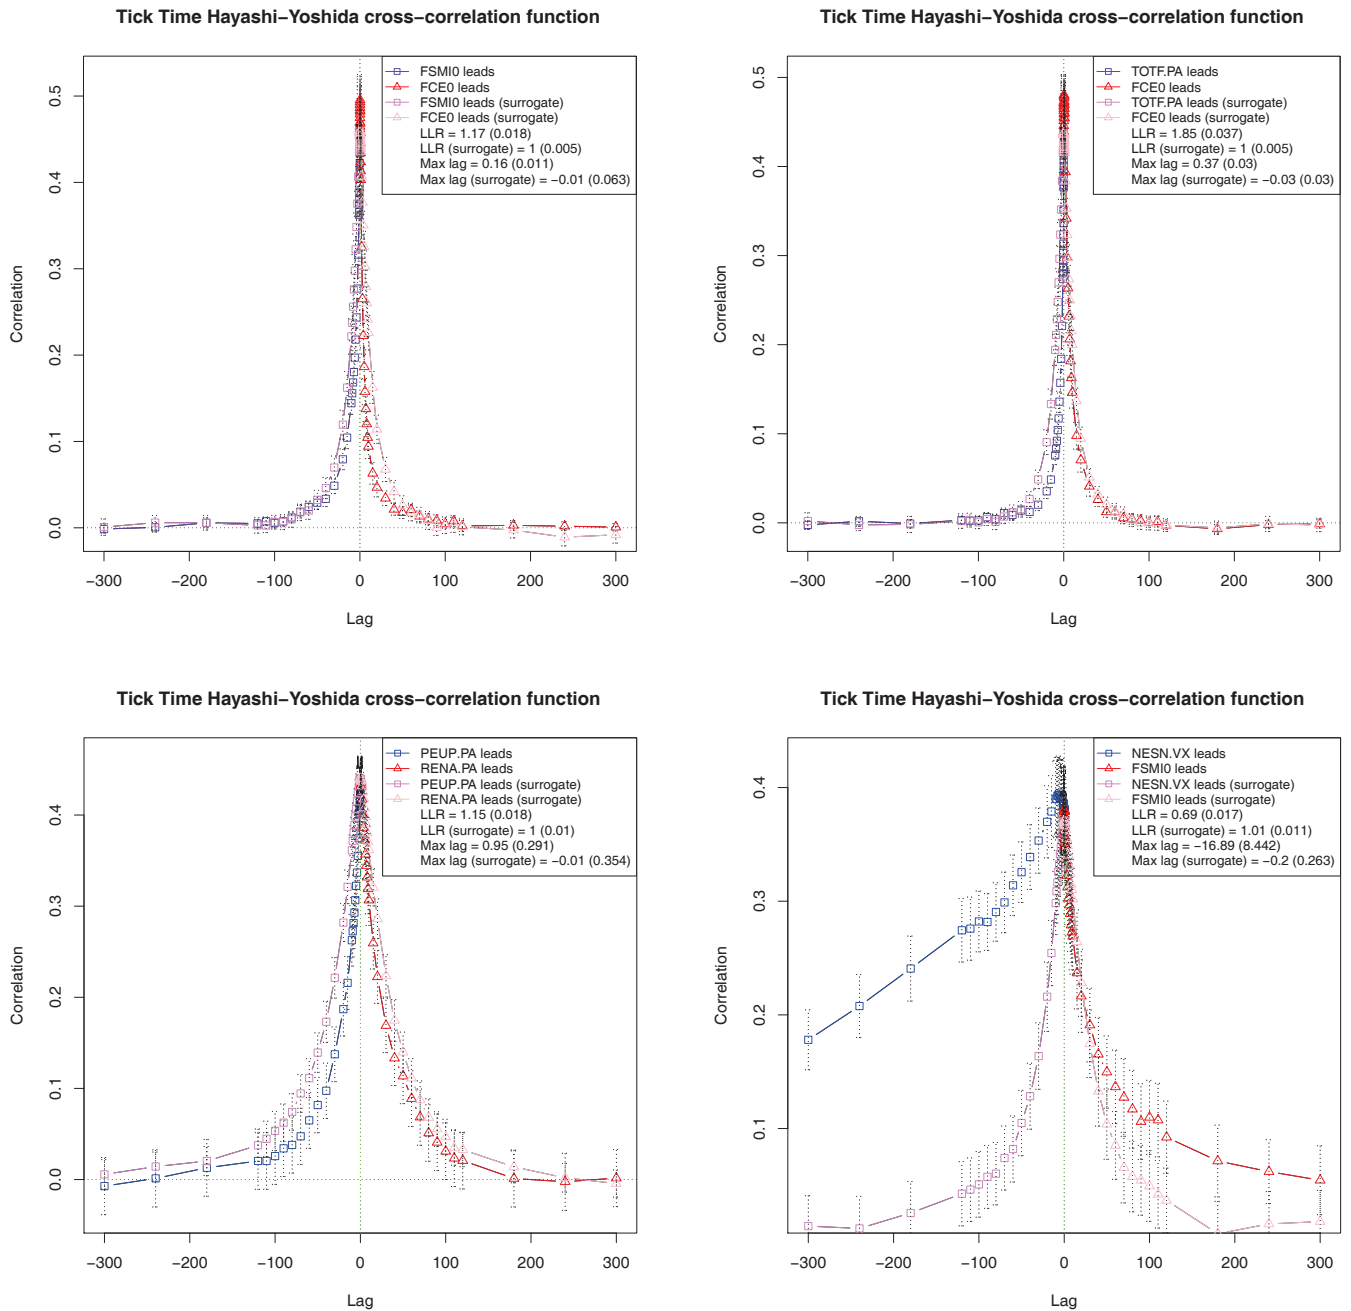 Tick Time Hayashi−Yoshida cross−correlation function
FSMI0 leads
FCE0 leads
FSMI0 leads (surrogate)
FCE0 leads (surrogate)
LLR = 1.17 (0.018)
LLR (surrogate) = 1 (0.005)
Max lag = 0.16 (0.011)
Max lag (surrogate) = −0.01 (0.063)
Correlation
0.5
0.4
0.3
0.2
0.1
0.0
−300 −200 −100 0 100 200 300
Lag
Tick Time Hayashi−Yoshida cross−correlation function
TOTF.PA leads
FCE0 leads
TOTF.PA leads (surrogate)
FCE0 leads (surrogate)
LLR = 1.85 (0.037)
LLR (surrogate) = 1 (0.005)
Max lag = 0.37 (0.03)
Max lag (surrogate) = −0.03 (0.03)
Correlation
0.5
0.4
0.3
0.2
0.1
0.0
−300 −200 −100 0 100 200 300
Lag
Tick Time Hayashi−Yoshida cross−correlation function
PEUP.PA leads
RENA.PA leads
PEUP.PA leads (surrogate)
RENA.PA leads (surrogate)
LLR = 1.15 (0.018)
LLR (surrogate) = 1 (0.01)
Max lag = 0.95 (0.291)
Max lag (surrogate) = −0.01 (0.354)
Correlation
0.4
0.3
0.2
0.1
0.0
−300 −200 −100 0 100 200 300
Lag
Tick Time Hayashi−Yoshida cross−correlation function
NESN.VX leads
FSMI0 leads
NESN.VX leads (surrogate)
FSMI0 leads (surrogate)
LLR = 0.69 (0.017)
LLR (surrogate) = 1.01 (0.011)
Max lag = −16.89 (8.442)
Max lag (surrogate) = −0.2 (0.263)
Correlation
0.4
0.3
0.2
0.1
−300 −200 −100 0 100 200 300
Lag